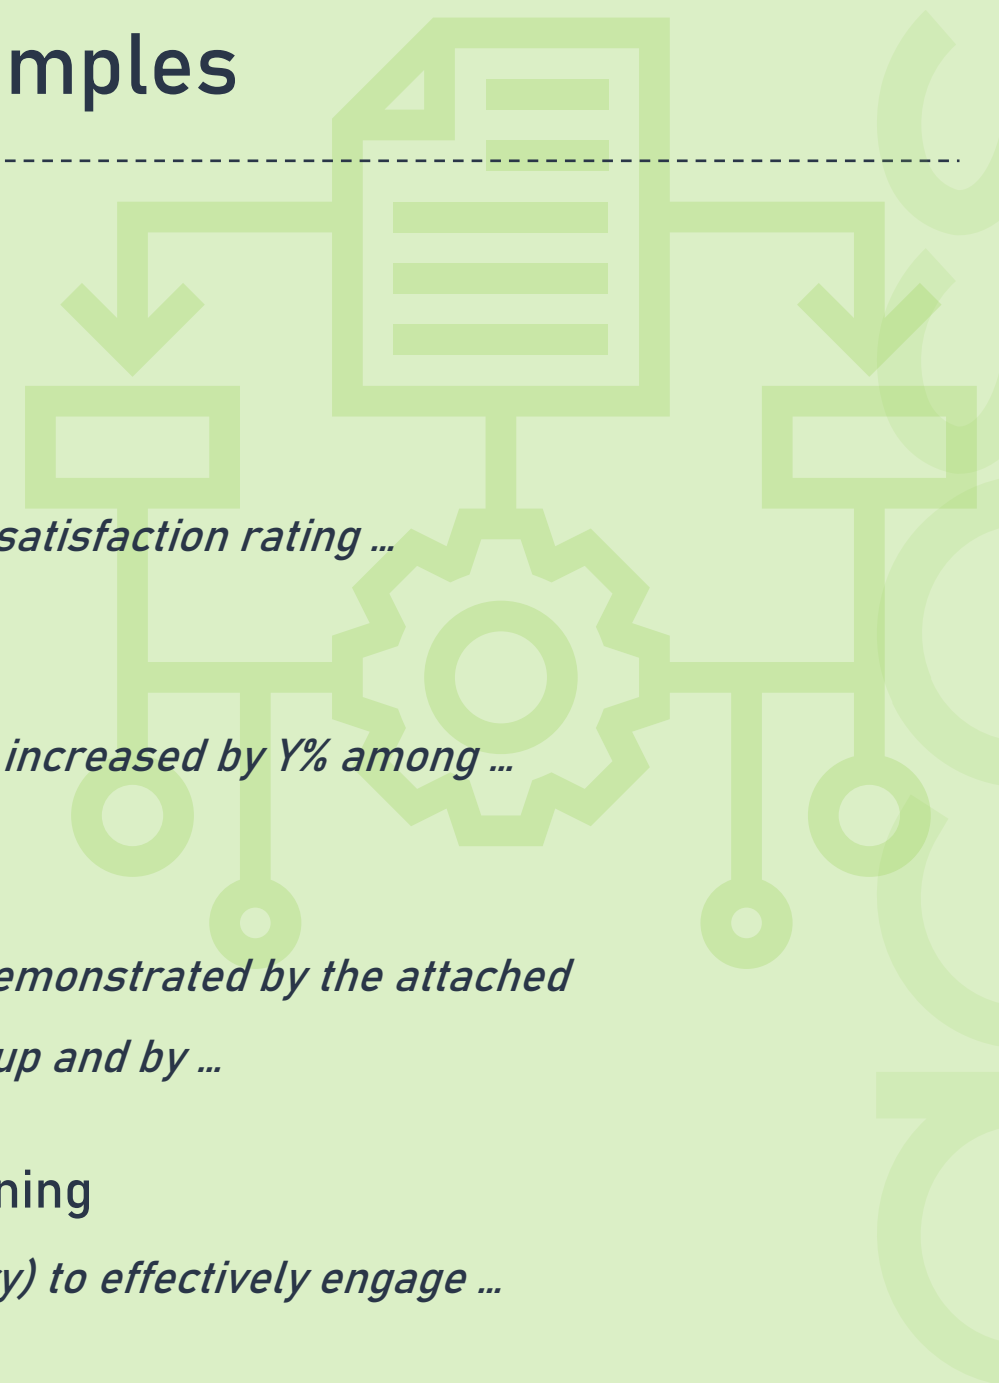 mples
satisfaction rating …
increased by Y% among …
emonstrated by the attached
up and by …
ning
y) to effectively engage …